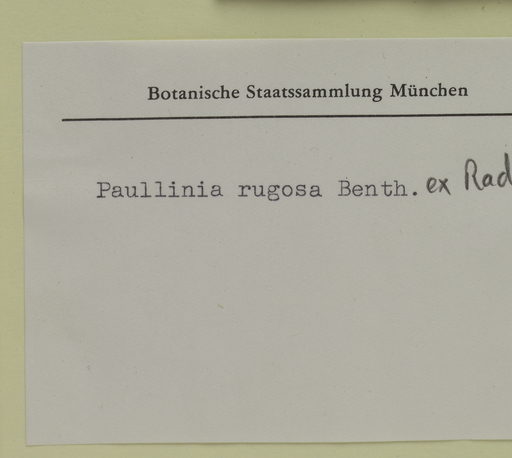 Botanische Staatssammlung München
Paullinia rugosa Benth. ex Rad